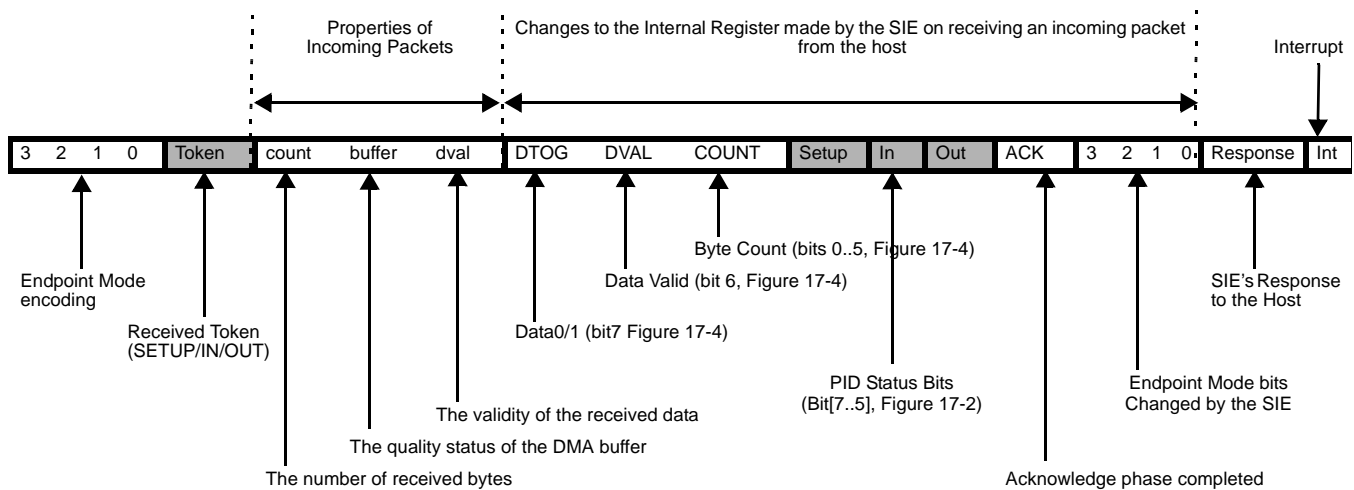 Properties of
Incoming Packets
Changes to the Internal Register made by the SIE on receiving an incoming packet
from the host
Interrupt
3 2 1 0 Token count buffer dval DTOG DVAL COUNT Setup In Out ACK 3 2 1 0 Response Int
Byte Count (bits 0..5, Figure 17-4)
Endpoint Mode
encoding
Data Valid (bit 6, Figure 17-4)
SIE's Response
to the Host
Received Token
(SETUP/IN/OUT)
Data0/1 (bit7 Figure 17-4)
PID Status Bits
(Bit[7..5], Figure 17-2)
Endpoint Mode bits
Changed by the SIE
The validity of the received data
The quality status of the DMA buffer
The number of received bytes
Acknowledge phase completed